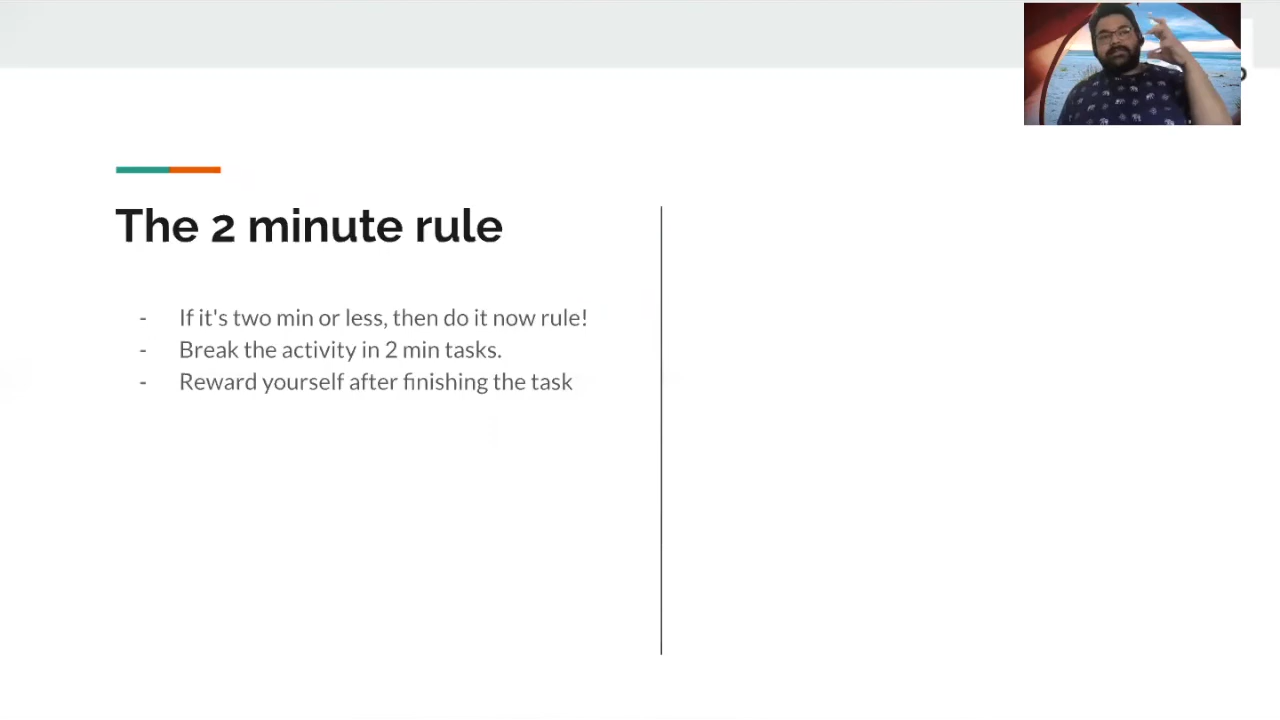 The 2 minute rule
- If it's two min or less, then do it now rule!
- Break the activity in 2 min tasks.
- Reward yourself after finishing the task